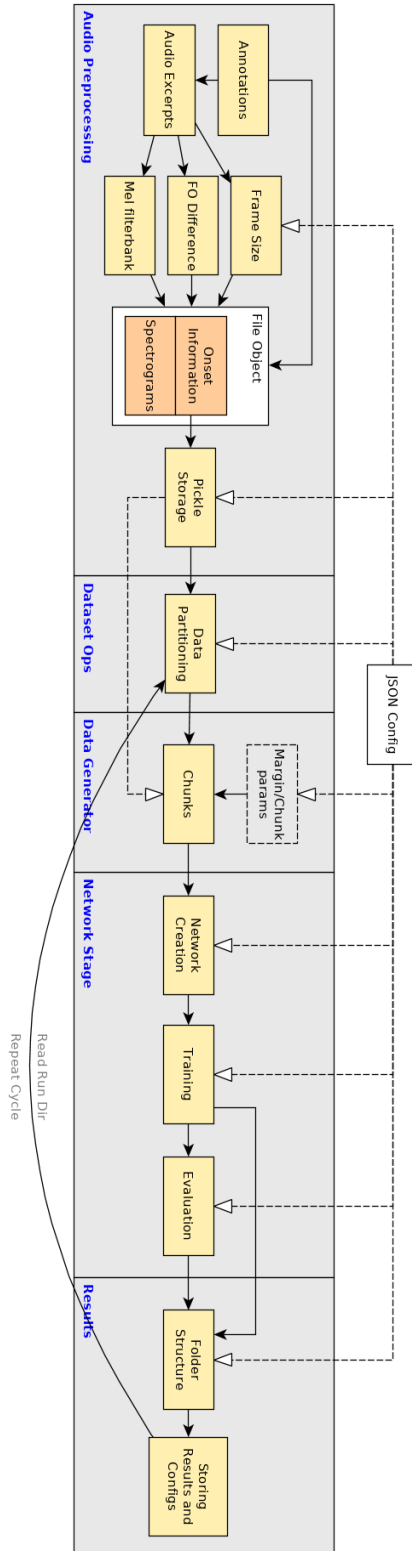 JSON Config
Annotations
Audio Excerpts
Frame Size
FO Difference
Mel filterbank
File Object
Onset
Information
Spectrograms
Pickle
Storage
Audio Preprocessing
Data
Partitioning
Dataset Ops
Margin/Chunk
params
Chunks
Data Generator
Network
Creation
Training
Evaluation
Network Stage
Folder
Structure
Storing
Results and
Configs
Results
Read Run Dir
Repeat Cycle